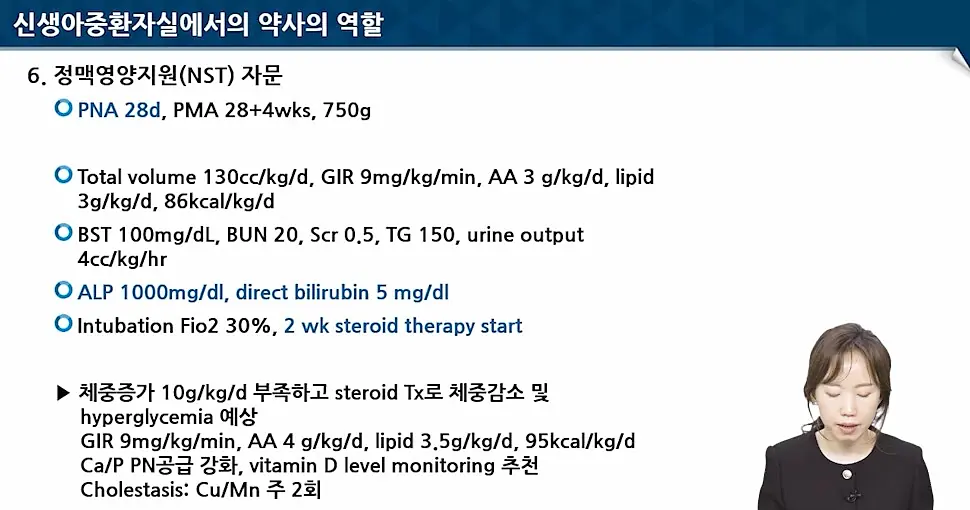 신생아중환자실에서의 약사의 역할
6. 정맥영양지원(NST) 자문
PNA 28d, PMA 28+4wks, 750g
Total volume 130cc/kg/d, GIR 9mg/kg/min, AA 3 g/kg/d, lipid
3g/kg/d, 86kcal/kg/d
BST 100mg/dL, BUN 20, Scr 0.5, TG 150, urine output
4cc/kg/hr
ALP 1000mg/dl, direct bilirubin 5 mg/dl
Intubation Fio2 30%, 2 wk steroid therapy start
▶ 체중증가 10g/kg/d 부족하고 steroid Tx로 체중감소 및
hyperglycemia 예상
GIR 9mg/kg/min, AA 4 g/kg/d, lipid 3.5g/kg/d, 95kcal/kg/d
Ca/P PN공급 강화, vitamin D level monitoring 추천
Cholestasis: Cu/Mn 주 2회